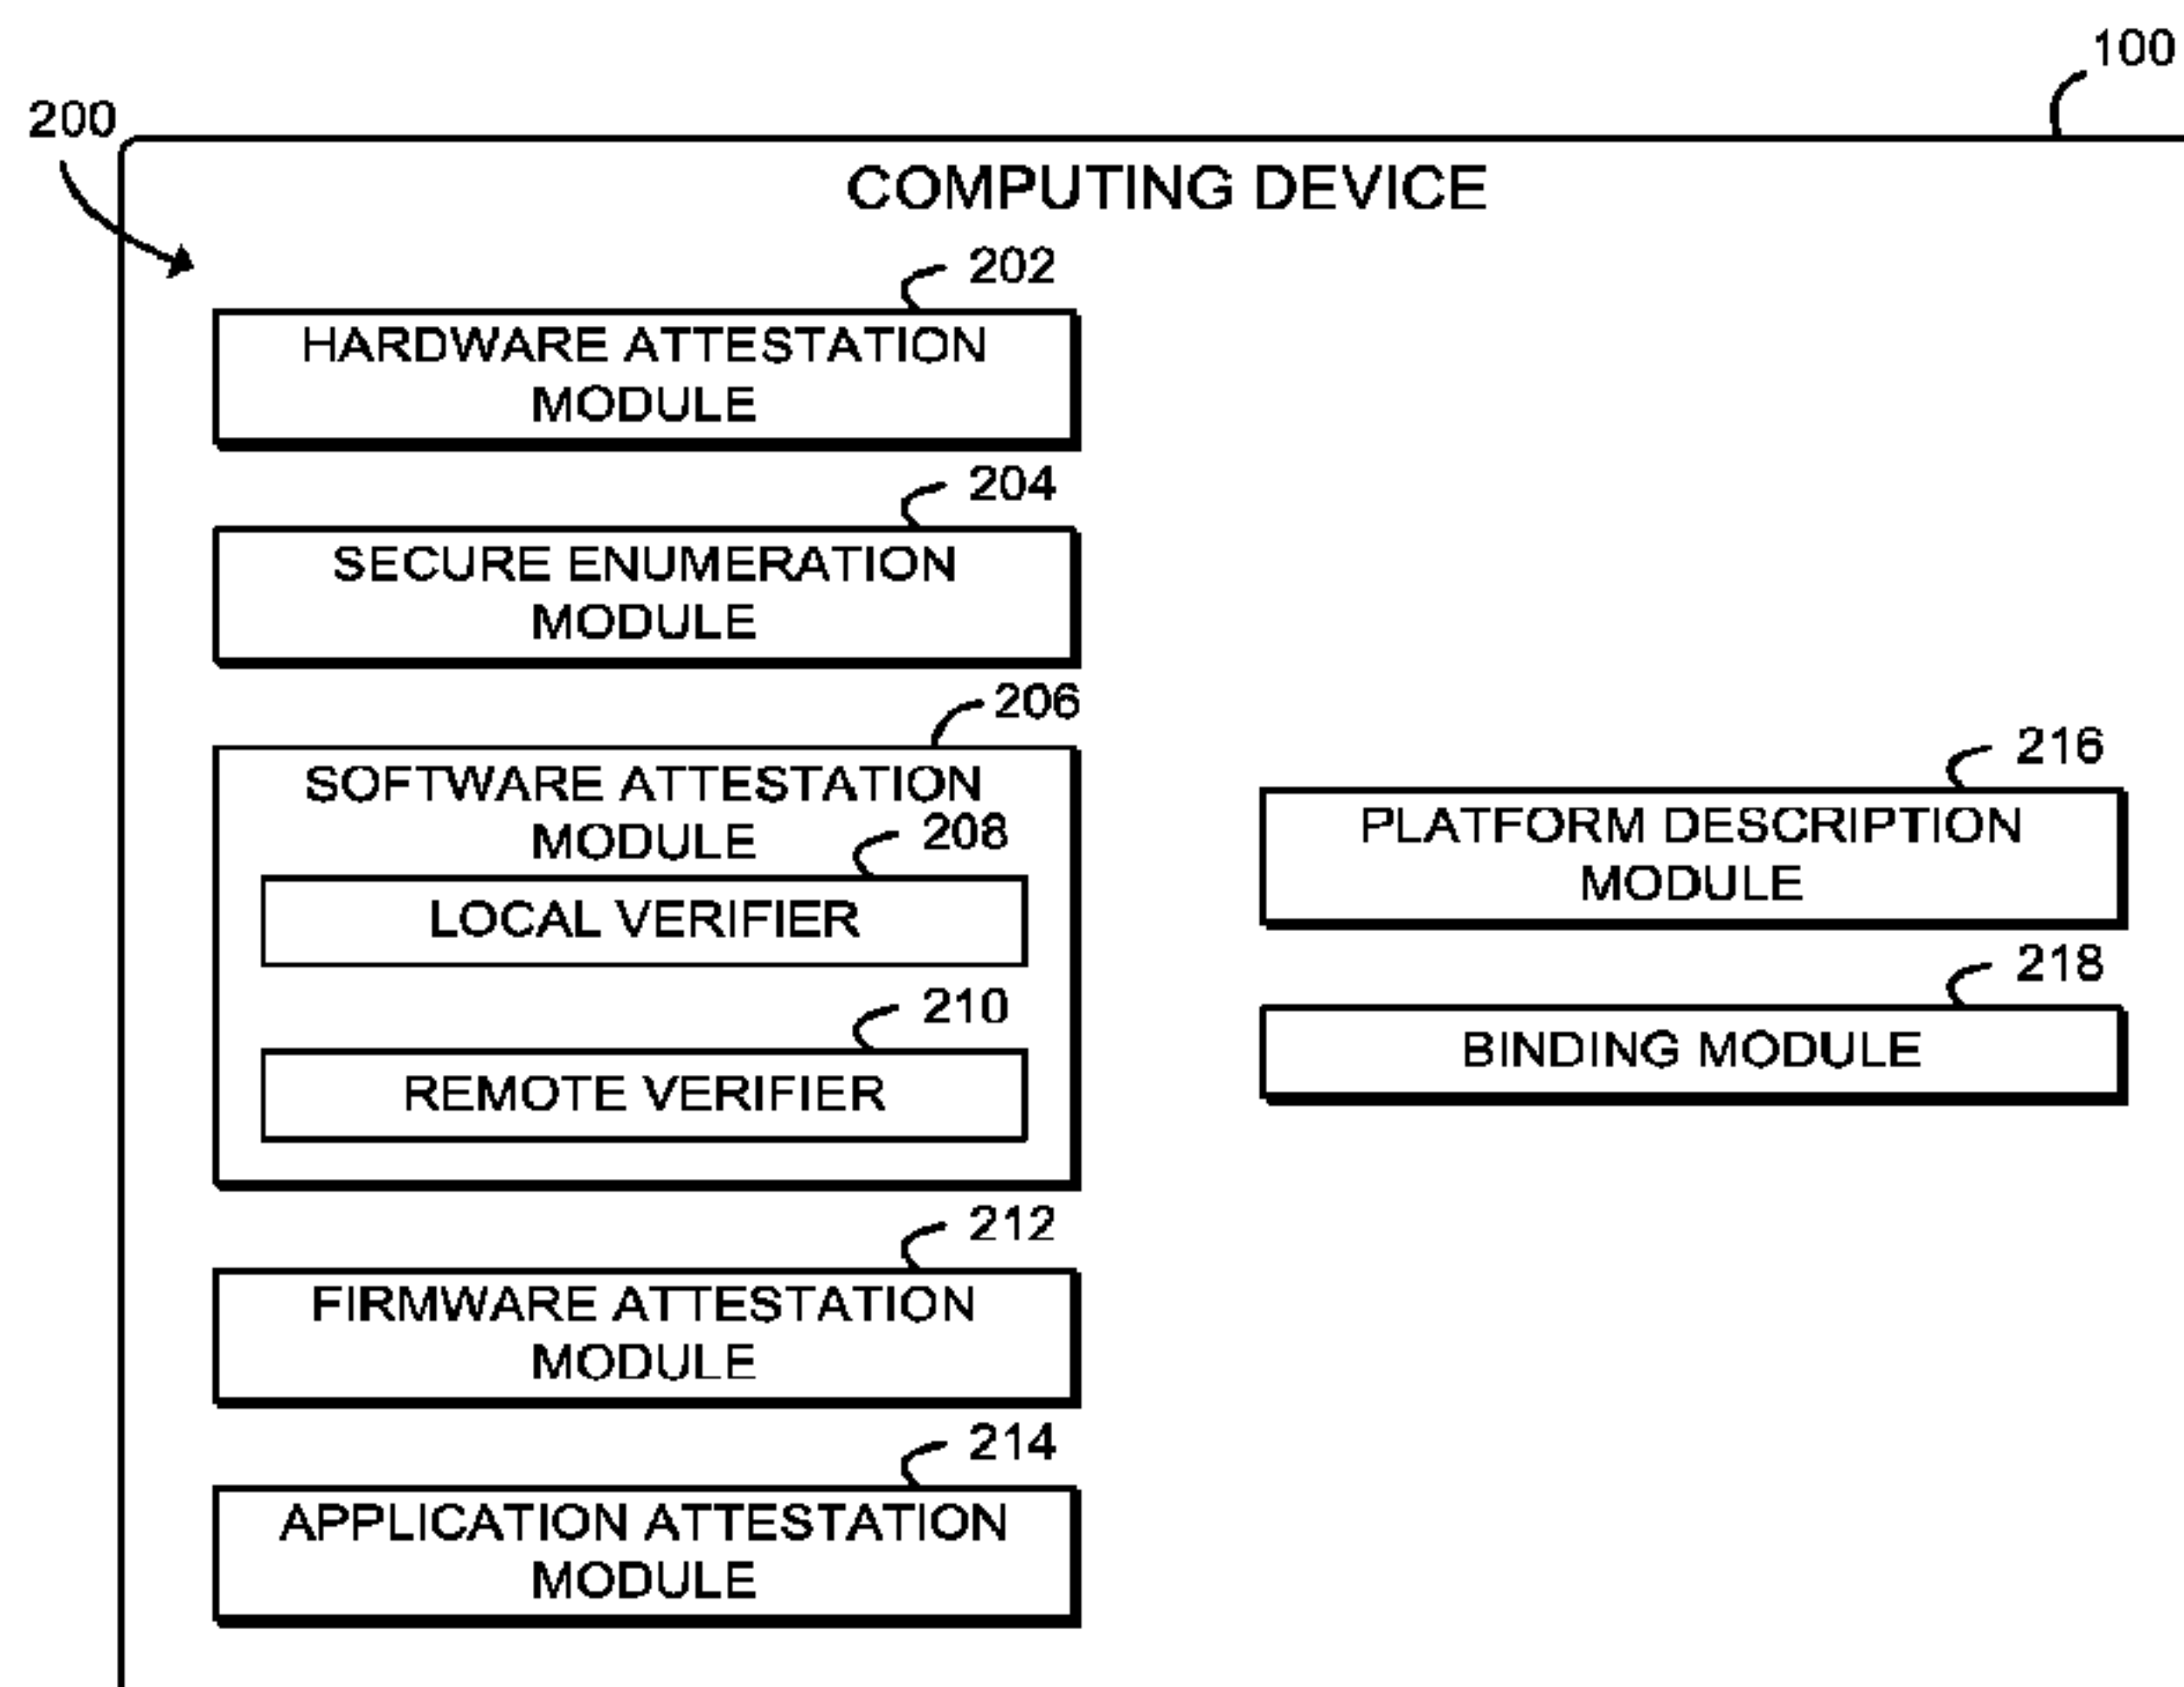 100
200
COMPUTING DEVICE
202
HARDWARE ATTESTATION
MODULE
204
SECURE ENUMERATION
MODULE
206
SOFTWARE ATTESTATION
MODULE
208
LOCAL VERIFIER
210
REMOTE VERIFIER
212
FIRMWARE ATTESTATION
MODULE
214
APPLICATION ATTESTATION
MODULE
216
PLATFORM DESCRIPTION
MODULE
218
BINDING MODULE